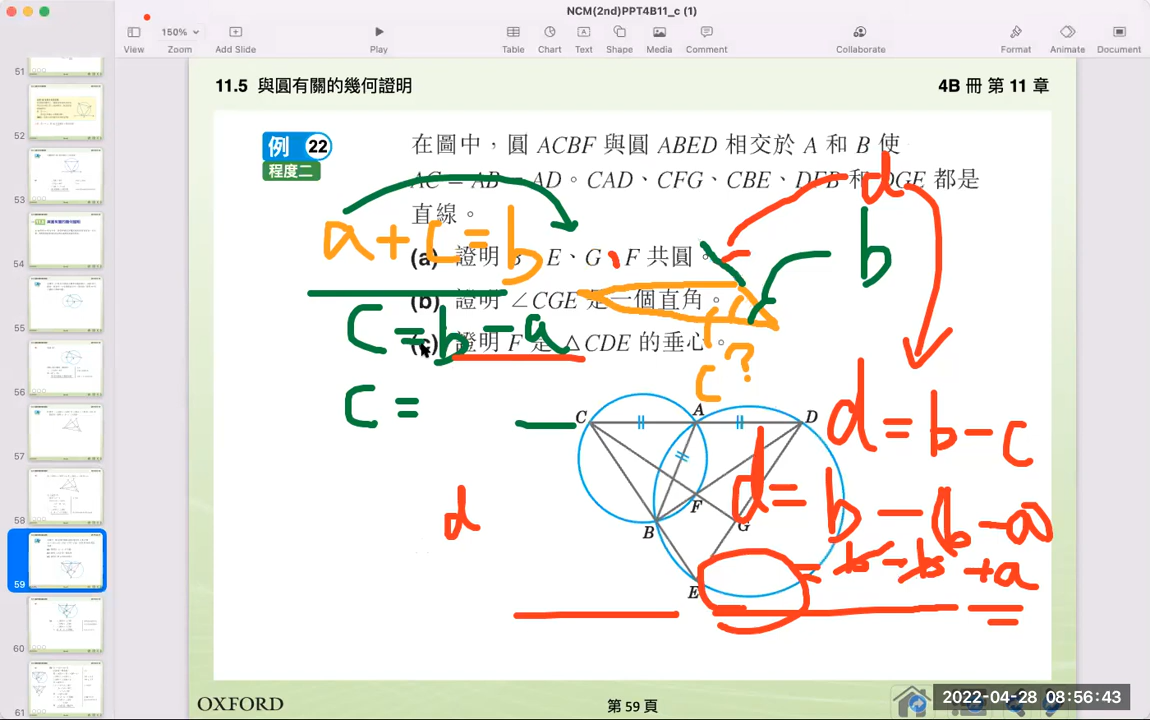 NCM(2nd)PPT4B11_c (1)
150%
View Zoom Add Slide Play Table Chart Text Shape Media Comment Collaborate Format Animate Document
11.5 與圓有關的幾何證明 4B 冊 第 11 章
例 22 在圖中，圓 ACBF 與圓 ABED 相交於 A 和 B 使
程度二 AC = AB = AD。CAD、CFG、CBE、DFB 和 DGE 都是
直線。
(a) 證明 B、E、G、F 共圓。
(b) 證明 ∠CGE 是一個直角。
(c) 證明 F 是 △CDE 的垂心。
a + c = b
c = b - a
c =
d
b
c ?
d = b - c
d = b - (b - a)
= b - b + a
d
C A D
F
G
B
E
51
52
53
54
55
56
57
58
59
60
61
OXFORD 第 59 頁 2022-04-28 08:56:43